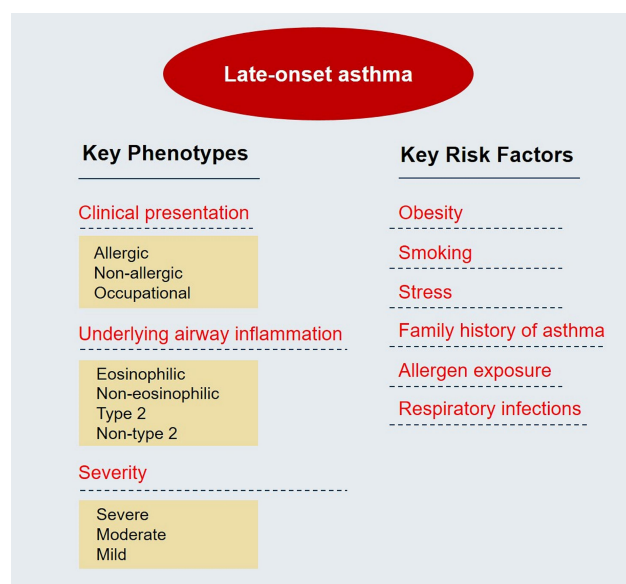 Late-onset asthma
Key Phenotypes
Clinical presentation
Allergic
Non-allergic
Occupational
Underlying airway inflammation
Eosinophilic
Non-eosinophilic
Type 2
Non-type 2
Severity
Severe
Moderate
Mild
Key Risk Factors
Obesity
Smoking
Stress
Family history of asthma
Allergen exposure
Respiratory infections